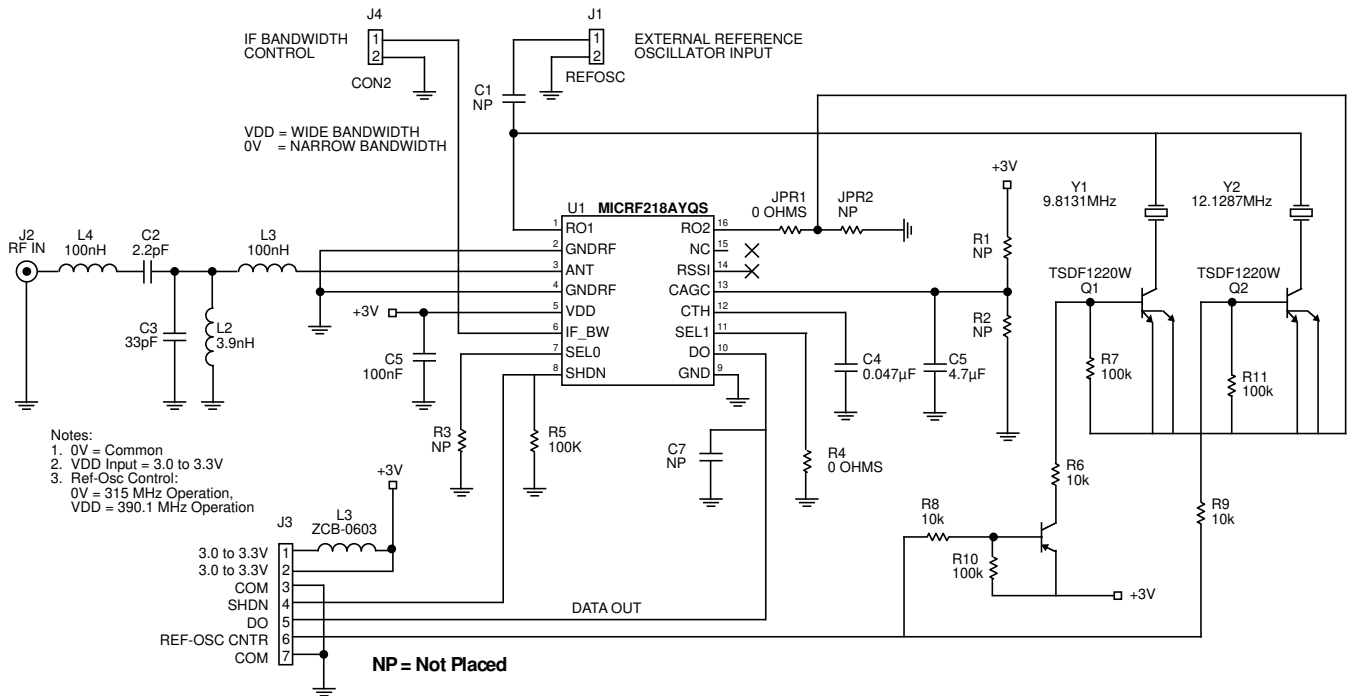 J4
J1
IF BANDWIDTH
CONTROL
1
2
CON2
1
2
EXTERNAL REFERENCE
OSCILLATOR INPUT
REFOSC
C1
NP
VDD = WIDE BANDWIDTH
0V = NARROW BANDWIDTH
+3V
Y1
9.8131MHz
Y2
12.1287MHz
JPR1
0 OHMS
JPR2
NP
U1 MICRF218AYQS
1 RO1
2 GNDRF
3 ANT
4 GNDRF
5 VDD
6 IF_BW
7 SEL0
8 SHDN
RO2 16
NC 15
RSSI 14
CAGC 13
CTH 12
SEL1 11
DO 10
GND 9
J2
RF IN
L4
100nH
C2
2.2pF
L3
100nH
R1
NP
R2
NP
TSDF1220W
Q1
TSDF1220W
Q2
+3V
C3
33pF
L2
3.9nH
C5
100nF
C4
0.047µF
C5
4.7µF
R7
100k
R11
100k
R3
NP
R5
100K
C7
NP
R4
0 OHMS
Notes:
1. 0V = Common
2. VDD Input = 3.0 to 3.3V
3. Ref-Osc Control:
0V = 315 MHz Operation,
VDD = 390.1 MHz Operation
+3V
R6
10k
R8
10k
R9
10k
R10
100k
+3V
J3
L3
ZCB-0603
3.0 to 3.3V 1
3.0 to 3.3V 2
COM 3
SHDN 4
DO 5
REF-OSC CNTR 6
COM 7
DATA OUT
NP = Not Placed